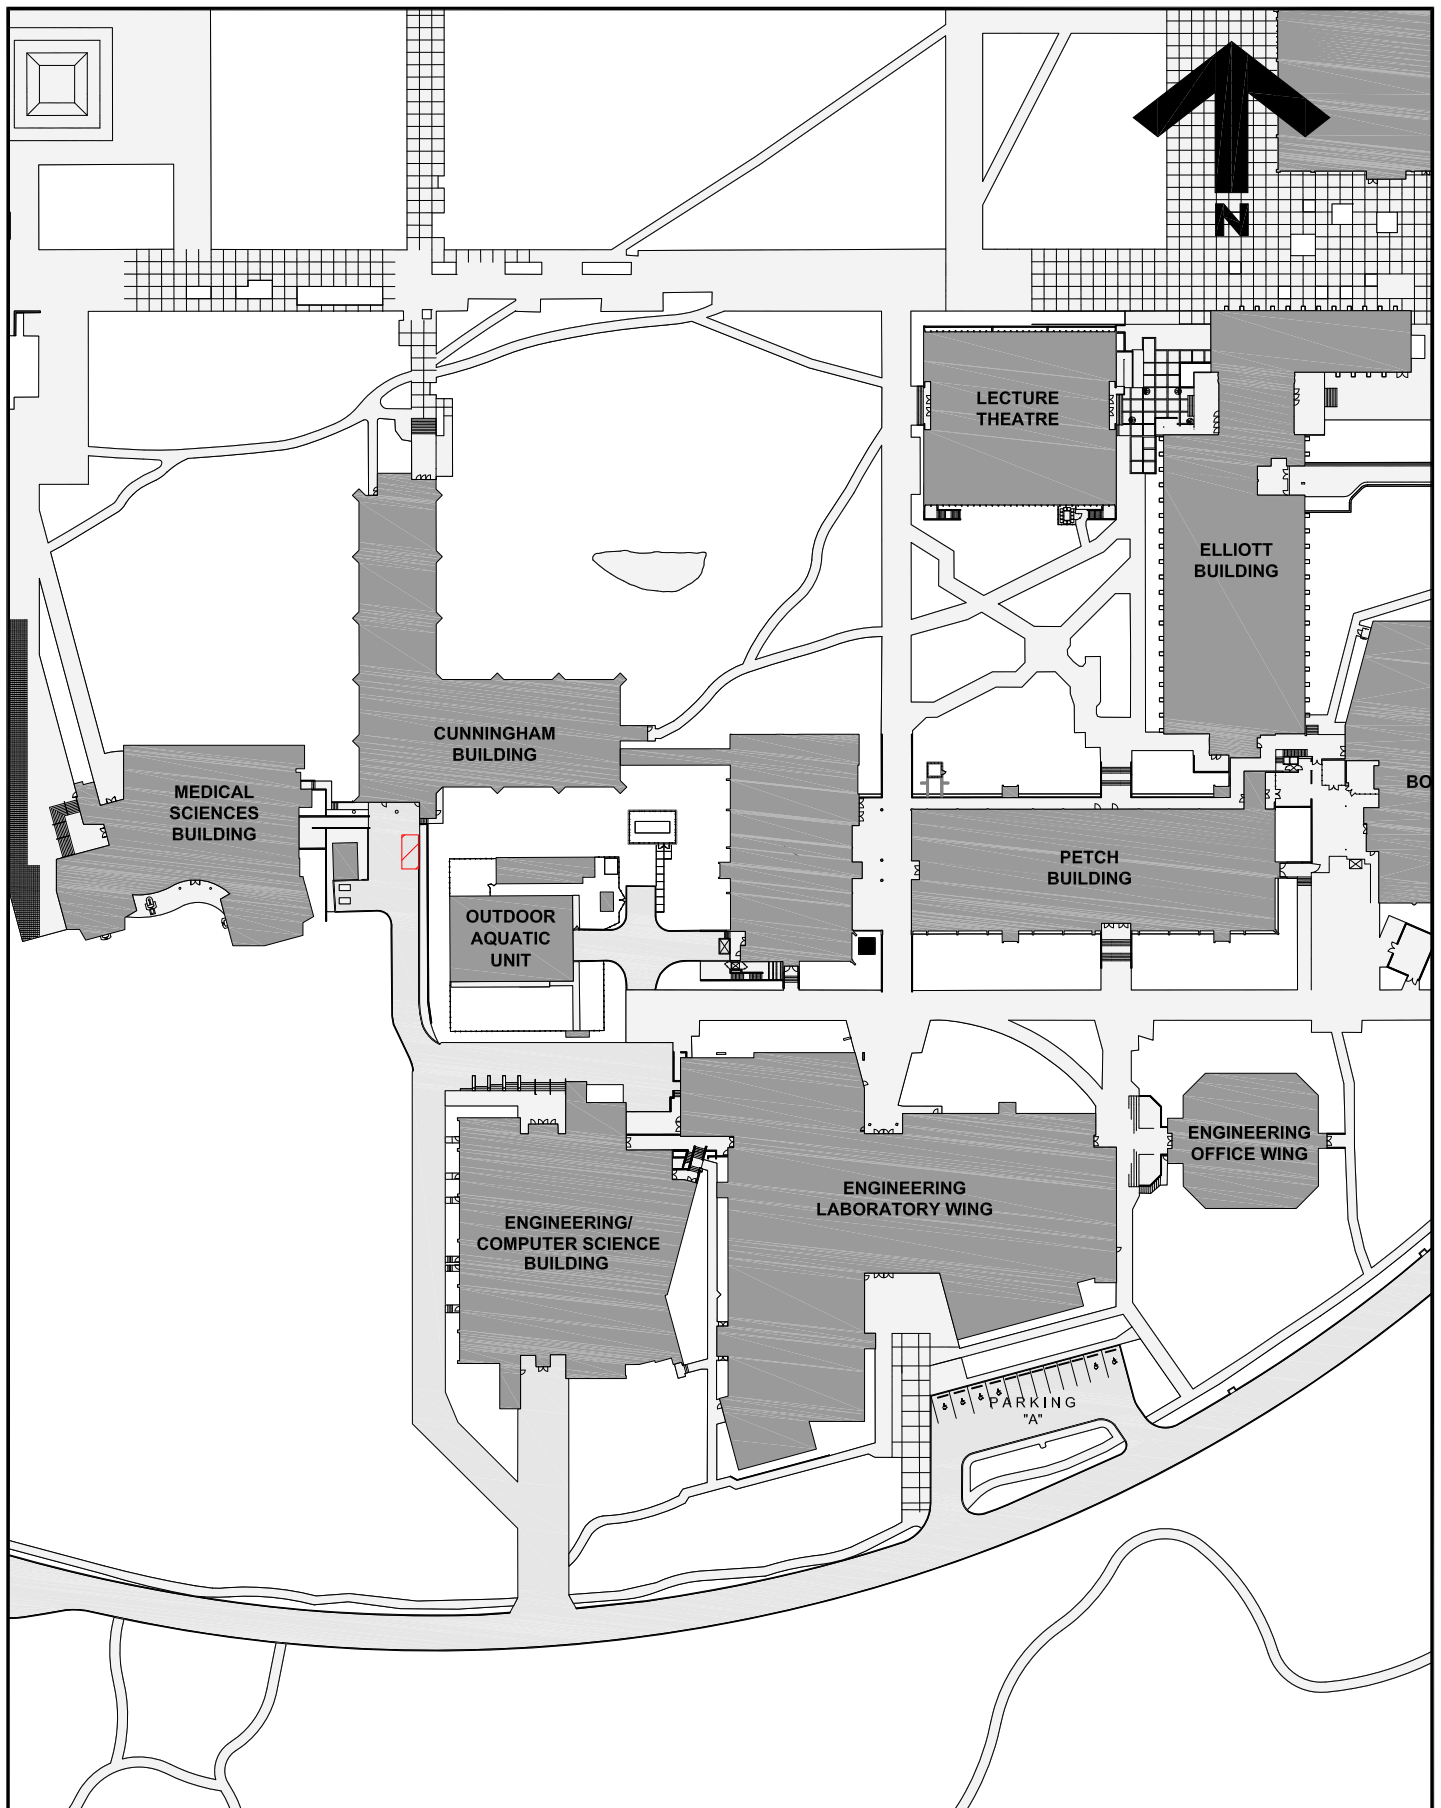 N
LECTURE
THEATRE
ELLIOTT
BUILDING
CUNNINGHAM
BUILDING
MEDICAL
SCIENCES
BUILDING
BO
PETCH
BUILDING
OUTDOOR
AQUATIC
UNIT
ENGINEERING
OFFICE WING
ENGINEERING
LABORATORY WING
ENGINEERING/
COMPUTER SCIENCE
BUILDING
PARKING
"A"